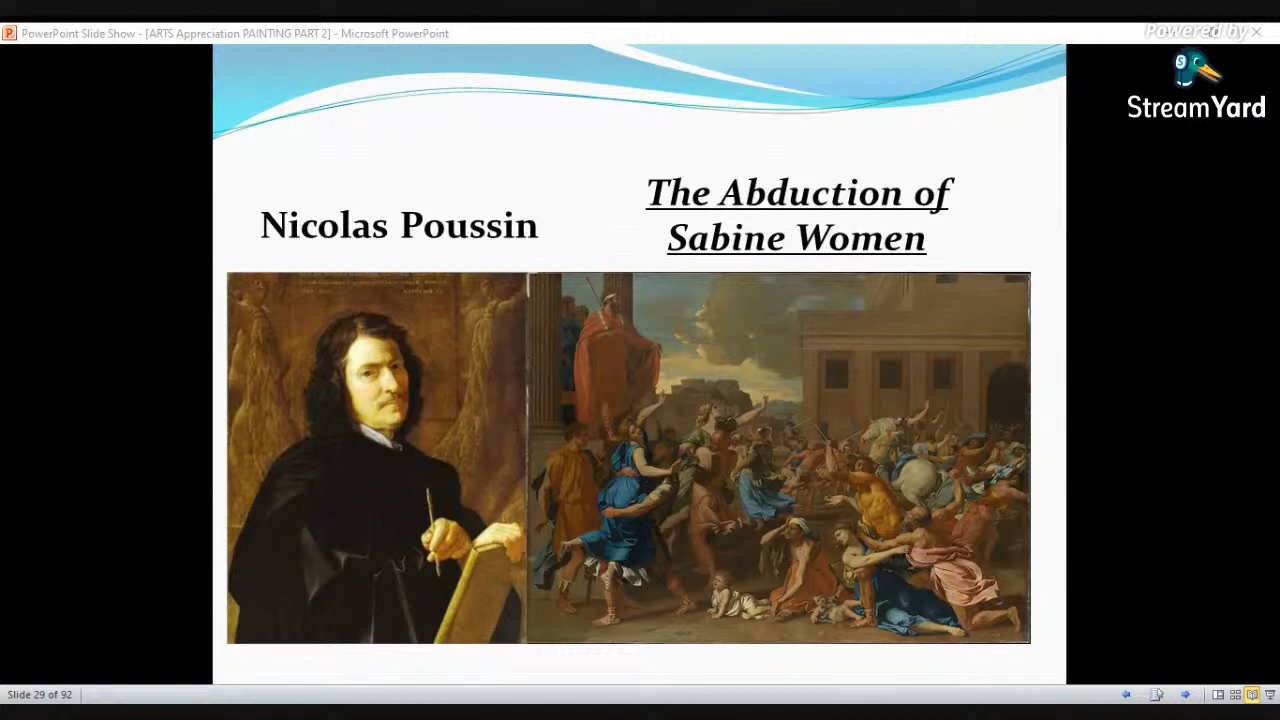 PowerPoint Slide Show - [ARTS Appreciation PAINTING PART 2] - Microsoft PowerPoint
Powered by
StreamYard
Nicolas Poussin
The Abduction of
Sabine Women
Slide 29 of 92